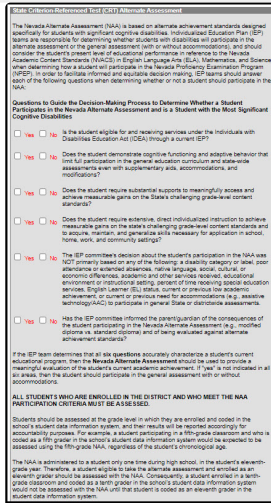 State Criterion-Referenced Test (CRT) Alternate Assessment
The Nevada Alternate Assessment (NAA) is based on alternate achievement standards designed
specifically for students with significant cognitive disabilities. Individualized Education Plan (IEP)
teams are responsible for determining whether students with disabilities will participate in the
alternate assessment or the general assessment (with or without accommodations), and should
consider the student's present level of educational performance in reference to the Nevada
Academic Content Standards (NVACS) in English Language Arts (ELA), Mathematics, and Science
when determining how a student will participate in the Nevada Proficiency Examination Program
(NPEP). In order to facilitate informed and equitable decision making, IEP teams should answer
each of the following questions when determining whether or not a student should participate in the
NAA:
Questions to Guide the Decision-Making Process to Determine Whether a Student
Participates in the Nevada Alternate Assessment and is a Student with the Most Significant
Cognitive Disabilities
Yes No Is the student eligible for and receiving services under the Individuals with
Disabilities Education Act (IDEA) through a current IEP?
Yes No Does the student demonstrate cognitive functioning and adaptive behavior that
limit full participation in the general education curriculum and state-wide
assessments even with supplementary aids, accommodations, and
modifications?
Yes No Does the student require substantial supports to meaningfully access and
achieve measurable gains on the State's challenging grade-level content
standards?
Yes No Does the student require extensive, direct individualized instruction to achieve
measurable gains on the state's challenging grade-level content standards and
to acquire, maintain, and generalize skills necessary for application in school,
home, work, and community settings?
Yes No The IEP committee's decision about the student's participation in the NAA was
NOT primarily based on any of the following: a disability category or label, poor
attendance or extended absences, native language, social, cultural, or
economic differences, academic and other services received, educational
environment or instructional setting, percent of time receiving special education
services, English Learner (EL) status, current or previous low academic
achievement, or current or previous need for accommodations (e.g., assistive
technology/AAC) to participate in general State or districtwide assessments.
Yes No Has the IEP committee informed the parent/guardian of the consequences of
the student participating in the Nevada Alternate Assessment (e.g., modified
diploma vs. standard diploma) and of being evaluated against alternate
achievement standards?
If the IEP team determines that all six questions accurately characterize a student's current
educational program, then the Nevada Alternate Assessment should be used to provide a
meaningful evaluation of the student's current academic achievement. If "yes" is not indicated in all
six areas, then the student should participate in the general assessment with or without
accommodations.
ALL STUDENTS WHO ARE ENROLLED IN THE DISTRICT AND WHO MEET THE NAA
PARTICIPATION CRITERIA MUST BE ASSESSED.
Students should be assessed at the grade level in which they are enrolled and coded in the
school's student data information system, and their results will be reported accordingly for
accountability purposes. For example, a student participating in a fifth-grade classroom and who is
coded as a fifth grader in the school's student data information system would be expected to be
assessed using the fifth-grade NAA, regardless of the student's chronological age.
The NAA is administered to a student only one time during high school, in the student's eleventh-
grade year. Therefore, a student eligible to take the alternate assessment and enrolled as an
eleventh grader should be assessed with the NAA. Consequently, a student enrolled in a tenth-
grade classroom and coded as a tenth grader in the school's student data information system
would not be assessed with the NAA until that student is coded as an eleventh grader in the
student data information system.